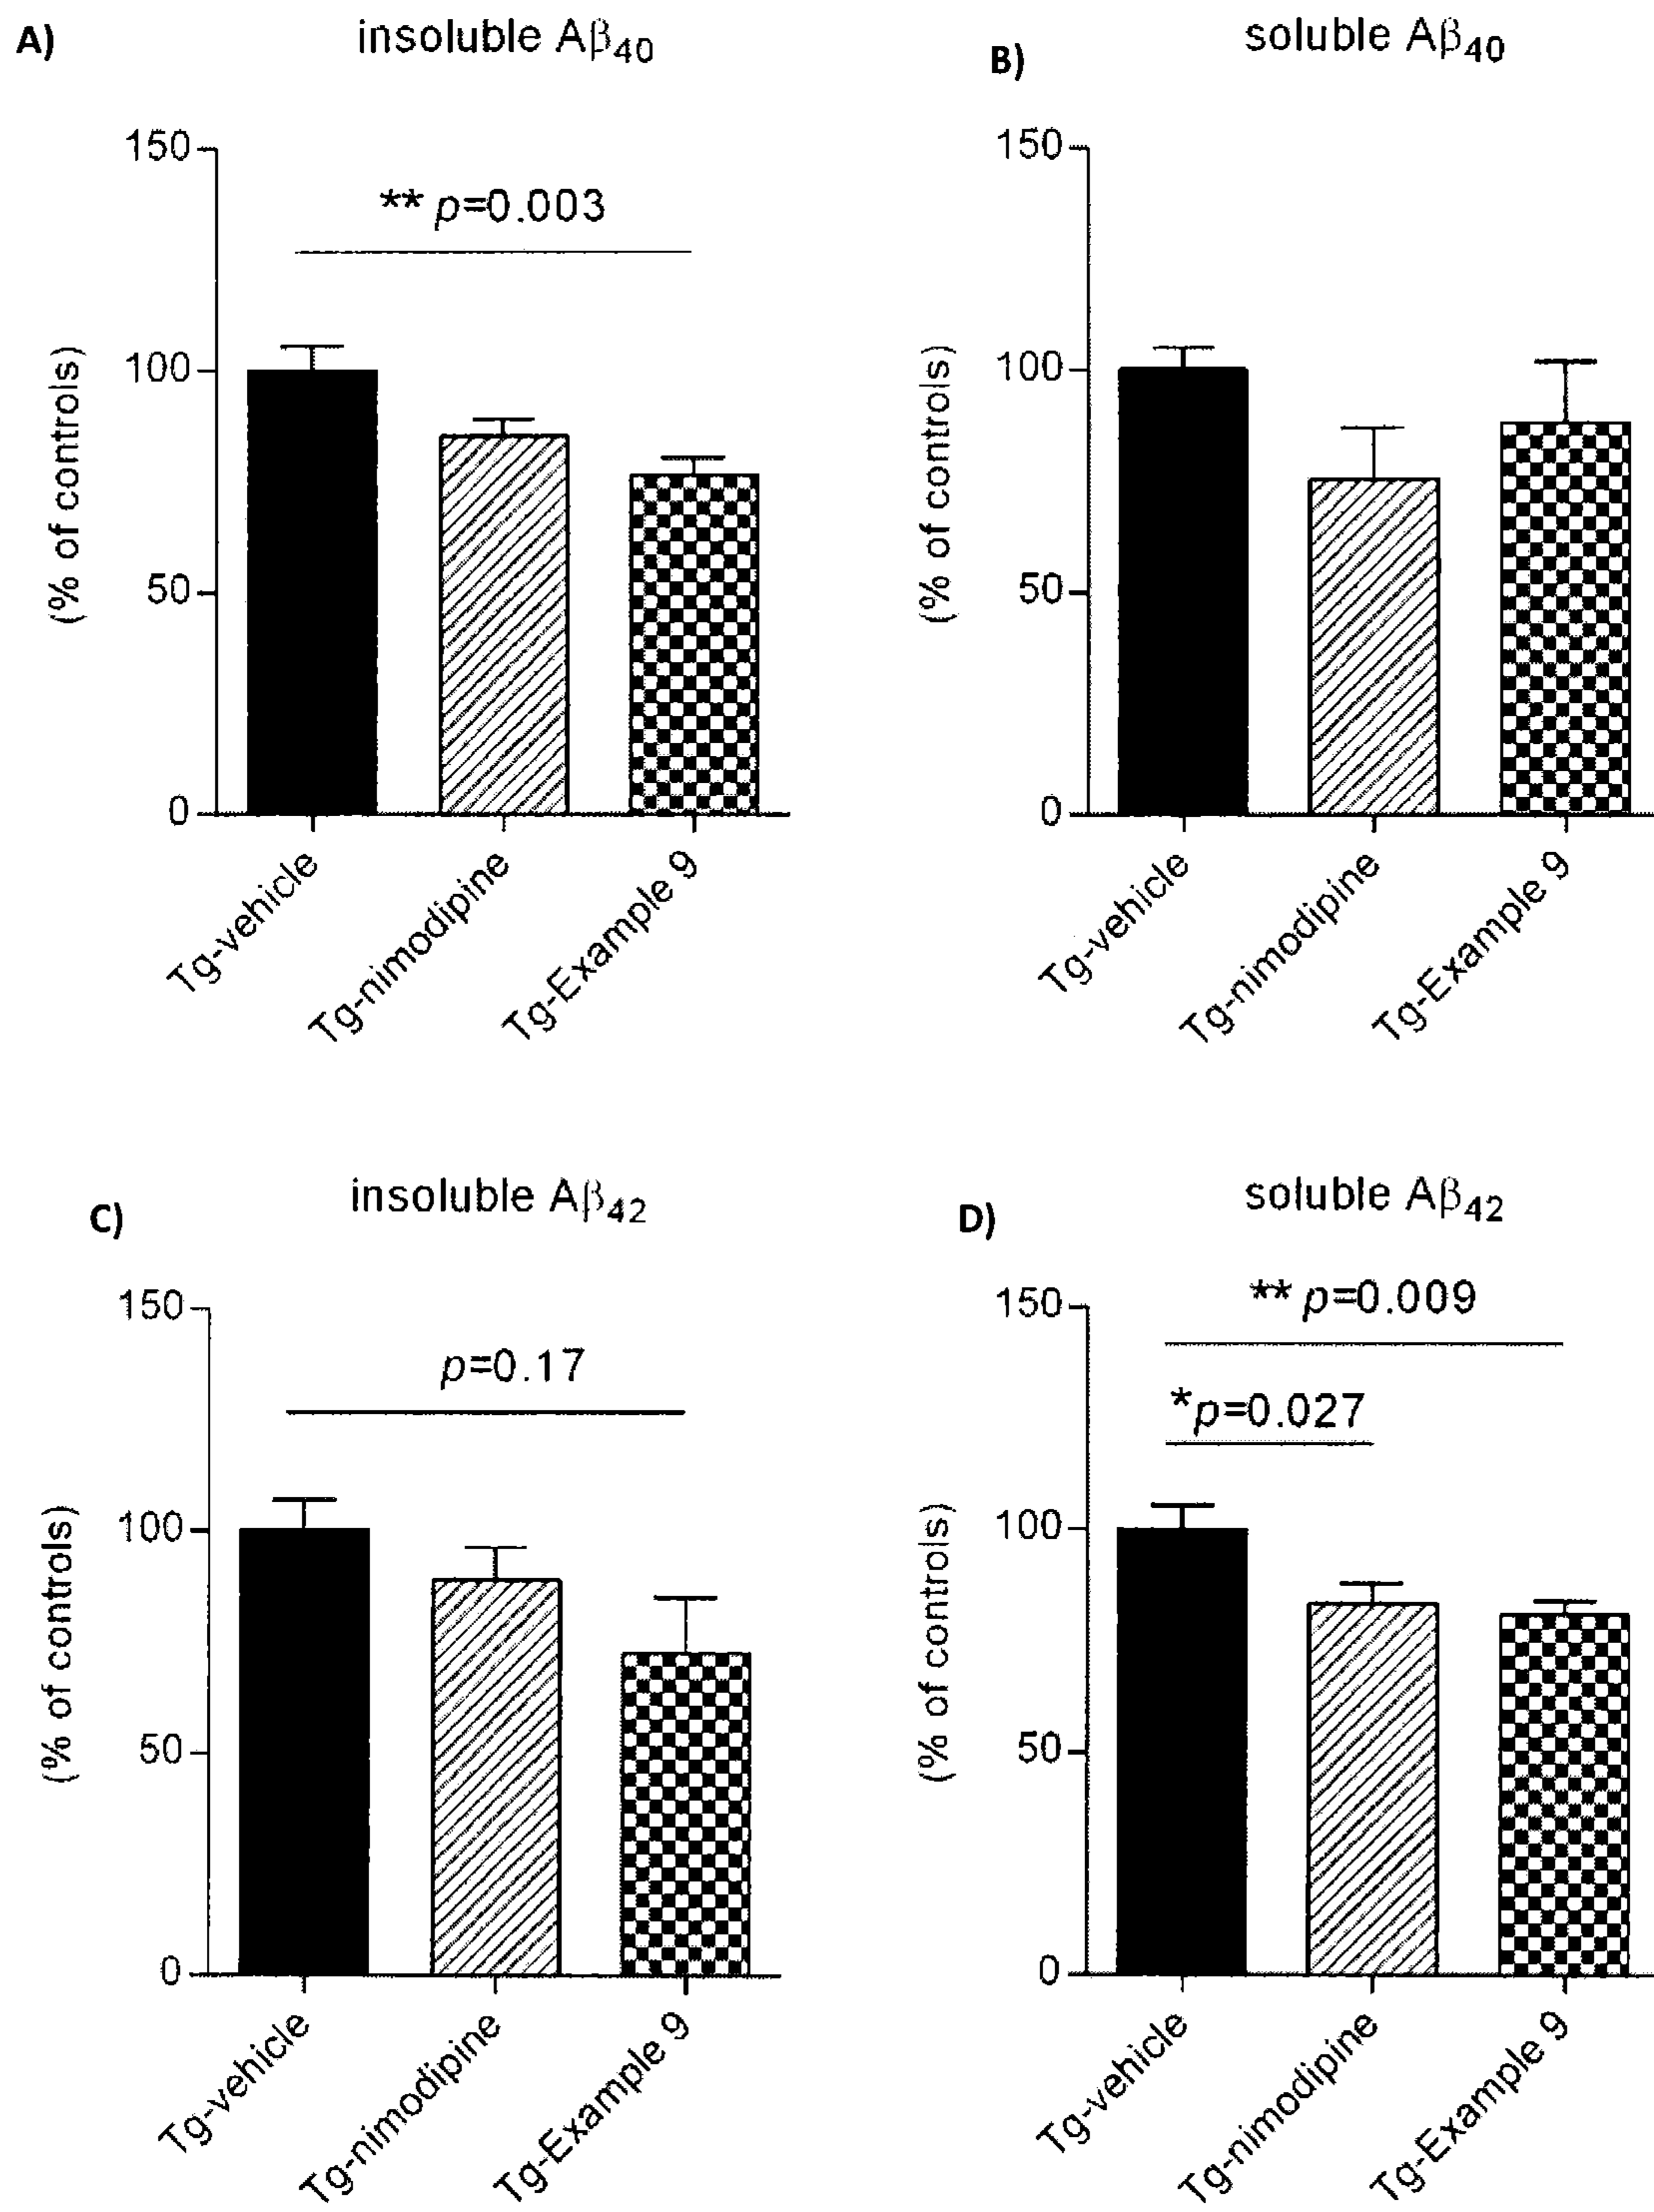 A)
insoluble Aβ40
150
100
50
0
(% of controls)
** p=0.003
Tg-vehicle
Tg-nimodipine
Tg-Example 9
B)
soluble Aβ40
150
100
50
0
(% of controls)
Tg-vehicle
Tg-nimodipine
Tg-Example 9
C)
insoluble Aβ42
150
100
50
0
(% of controls)
p=0.17
Tg-vehicle
Tg-nimodipine
Tg-Example 9
D)
soluble Aβ42
150
100
50
0
(% of controls)
** p=0.009
*p=0.027
Tg-vehicle
Tg-nimodipine
Tg-Example 9